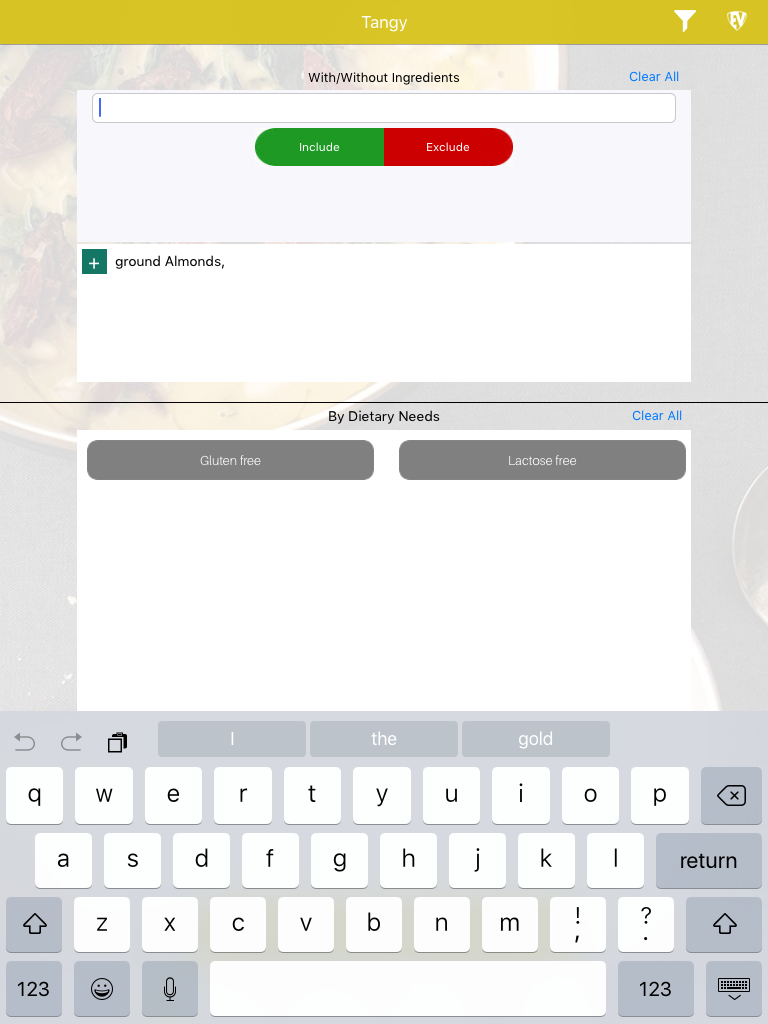 Tangy
EV
With/Without Ingredients
Clear All
Include
Exclude
+ ground Almonds,
By Dietary Needs
Clear All
Gluten free
Lactose free
I
the
gold
q w e r t y u i o p
a s d f g h j k l return
z x c v b n m ! , ? .
123
123